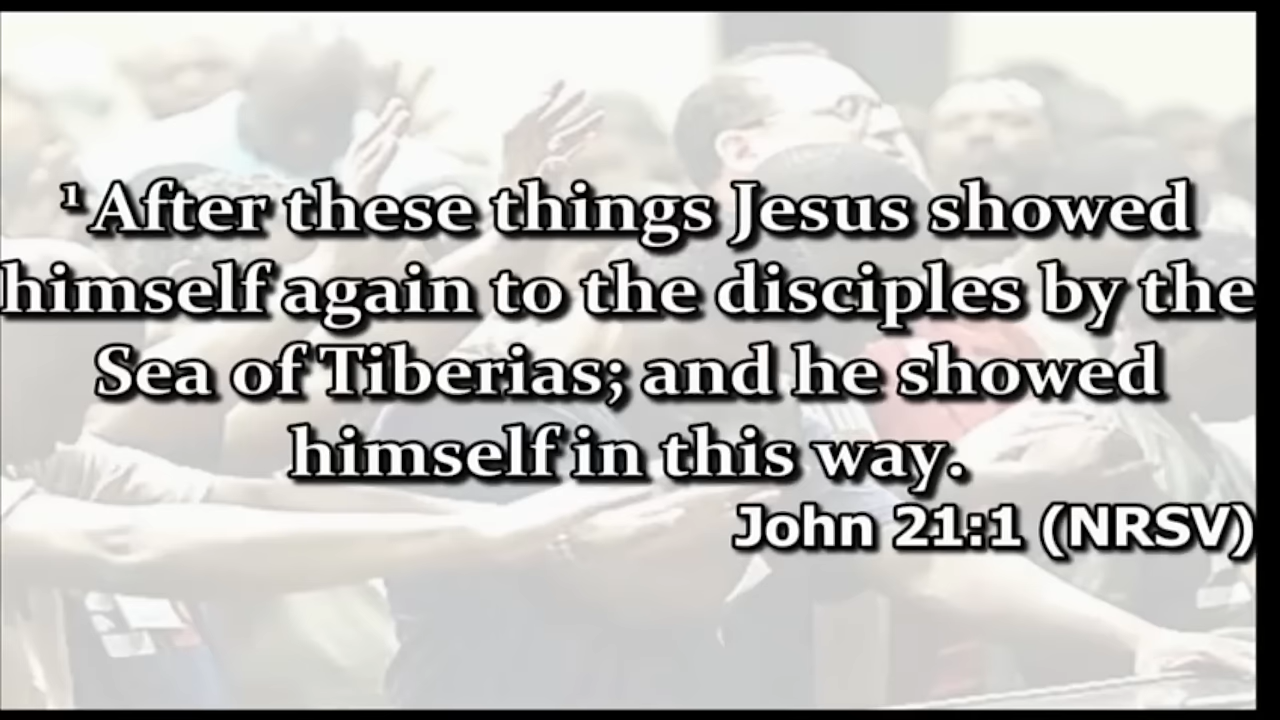 ¹ After these things Jesus showed
himself again to the disciples by the
Sea of Tiberias; and he showed
himself in this way.
John 21:1 (NRSV)